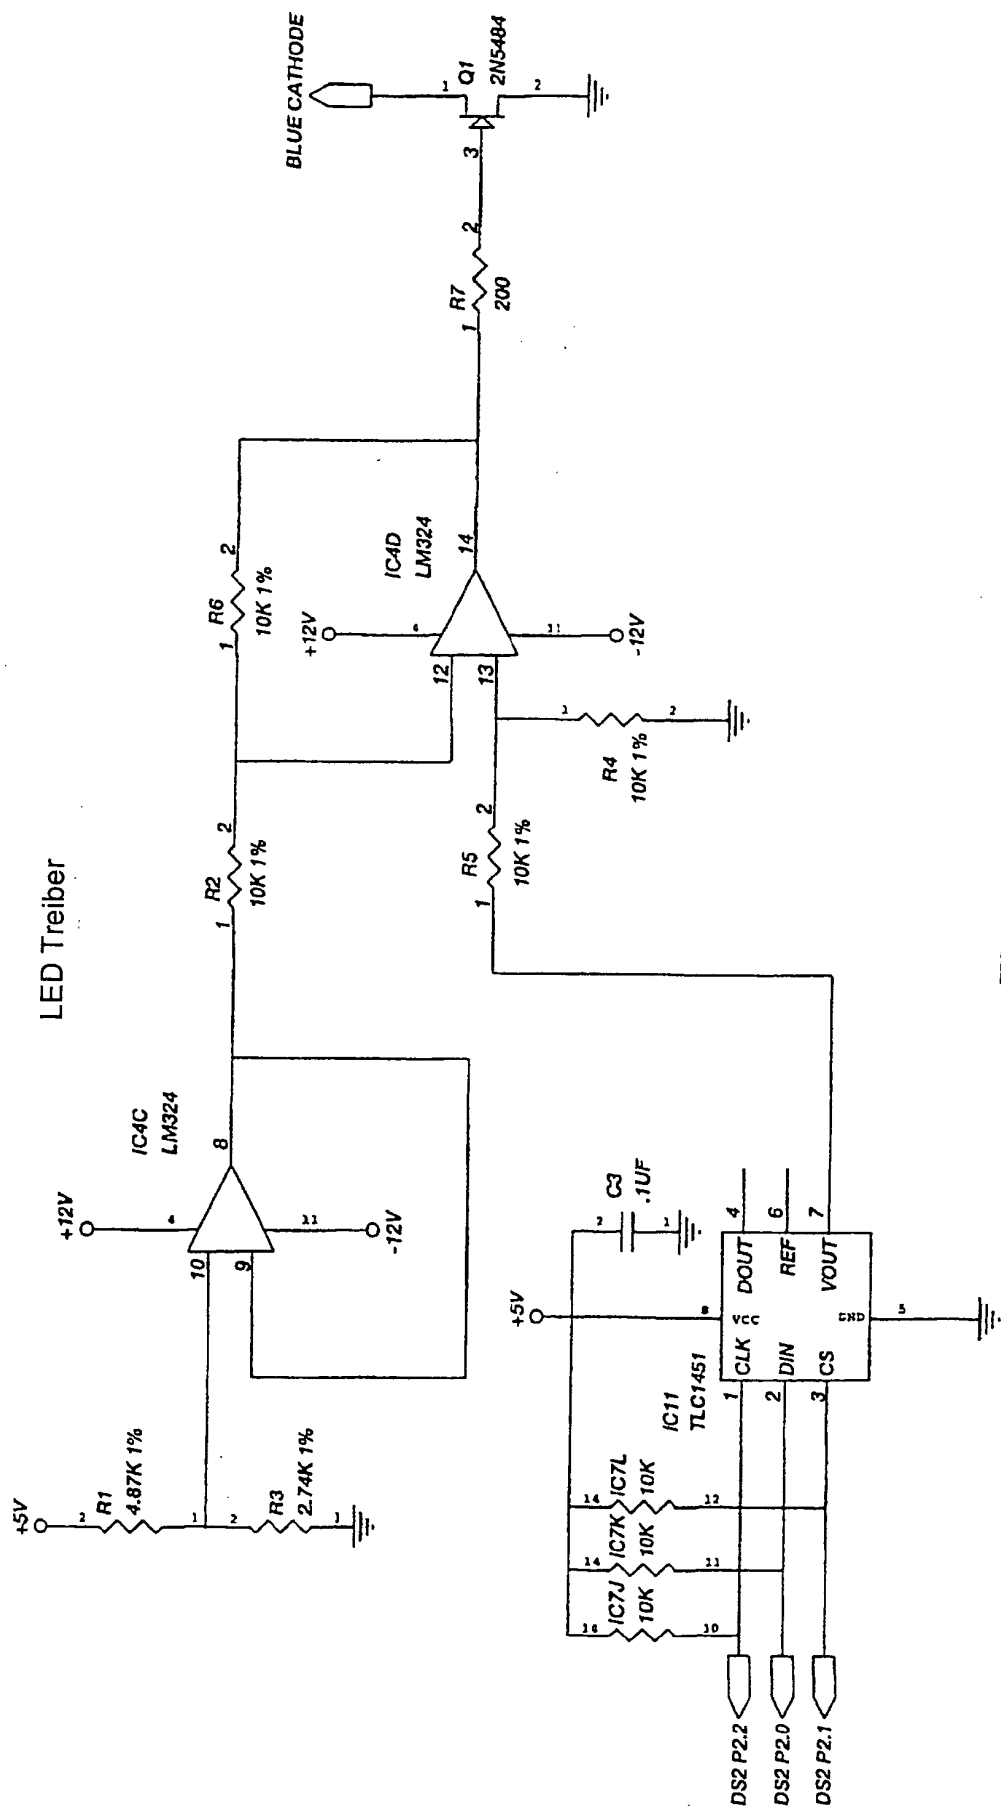 LED Treiber
+5V
2
R1
4.87K 1%
1
2
R3
2.74K 1%
1
+12V
4
10
9
8
11
-12V
IC4C
LM324
1
R2
2
10K 1%
1
R6
2
10K 1%
+12V
4
12
13
14
11
-12V
IC4D
LM324
1
R5
2
10K 1%
1
R4
10K 1%
2
1
R7
2
200
3
1
Q1
2N5484
2
BLUE CATHODE
+5V
2
C3
.1UF
1
14
IC7L
10K
12
14
IC7K
10K
11
16
IC7J
10K
10
IC11
TLC1451
8
VCC
1
CLK
2
DIN
3
CS
DOUT
4
REF
6
VOUT
7
GND
5
DS2 P2.2
DS2 P2.0
DS2 P2.1